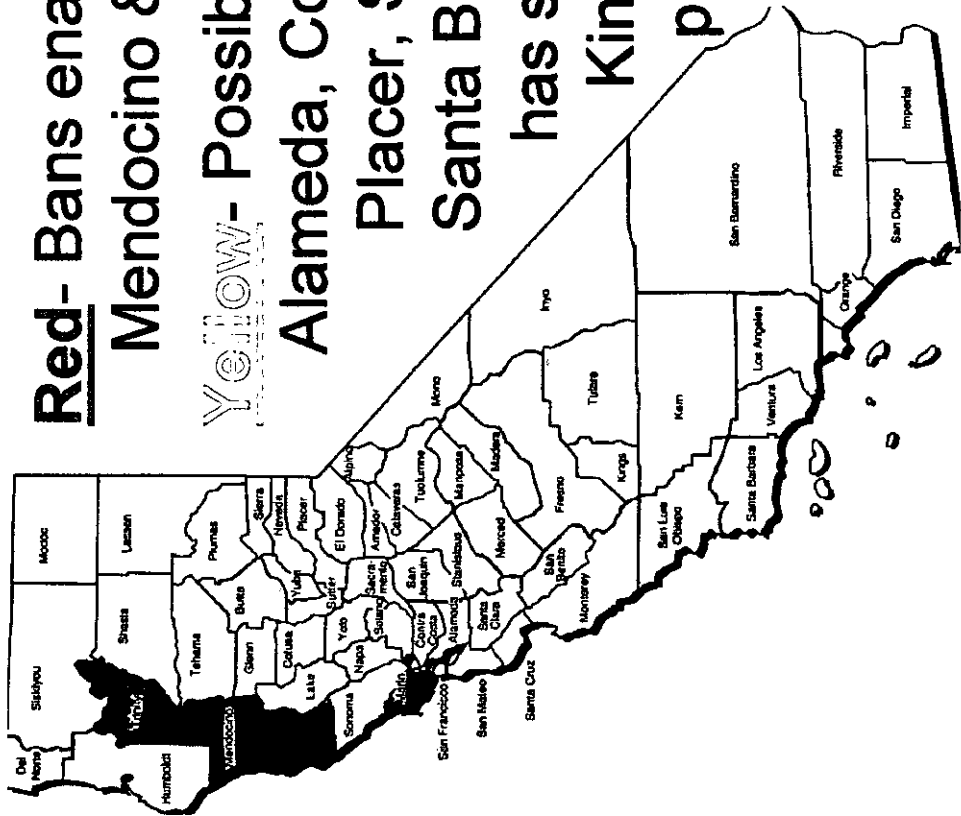 Red- Bans ena
Mendocino &
Yellow- Possib
Alameda, Co
Placer, S
Santa B
has s
Kin
p
Del
Norte
Siskiyou
Modoc
Humboldt
Shasta
Lassen
Tehama
Plumas
Mendocino
Glenn
Butte
Sierra
Nevada
Placer
Yuba
Sutter
Colusa
Lake
El Dorado
Alpine
Amador
Sacra-
mento
Yolo
Napa
Sonoma
Solano
Marin
Calaveras
Tuolumne
Mono
San
Joaquin
Contra
Costa
Alameda
Stanislaus
Mariposa
San Francisco
San Mateo
Santa
Clara
Santa Cruz
Merced
Madera
San
Benito
Monterey
Fresno
Kings
Tulare
Inyo
San Luis
Obispo
Kern
San Bernardino
Santa Barbara
Ventura
Los Angeles
Orange
Riverside
San Diego
Imperial